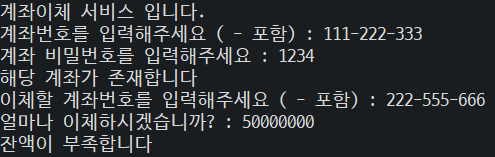 계좌이체 서비스 입니다.
계좌번호를 입력해주세요 ( - 포함) : 111-222-333
계좌 비밀번호를 입력해주세요 : 1234
해당 계좌가 존재합니다
이체할 계좌번호를 입력해주세요 ( - 포함) : 222-555-666
얼마나 이체하시겠습니까? : 50000000
잔액이 부족합니다